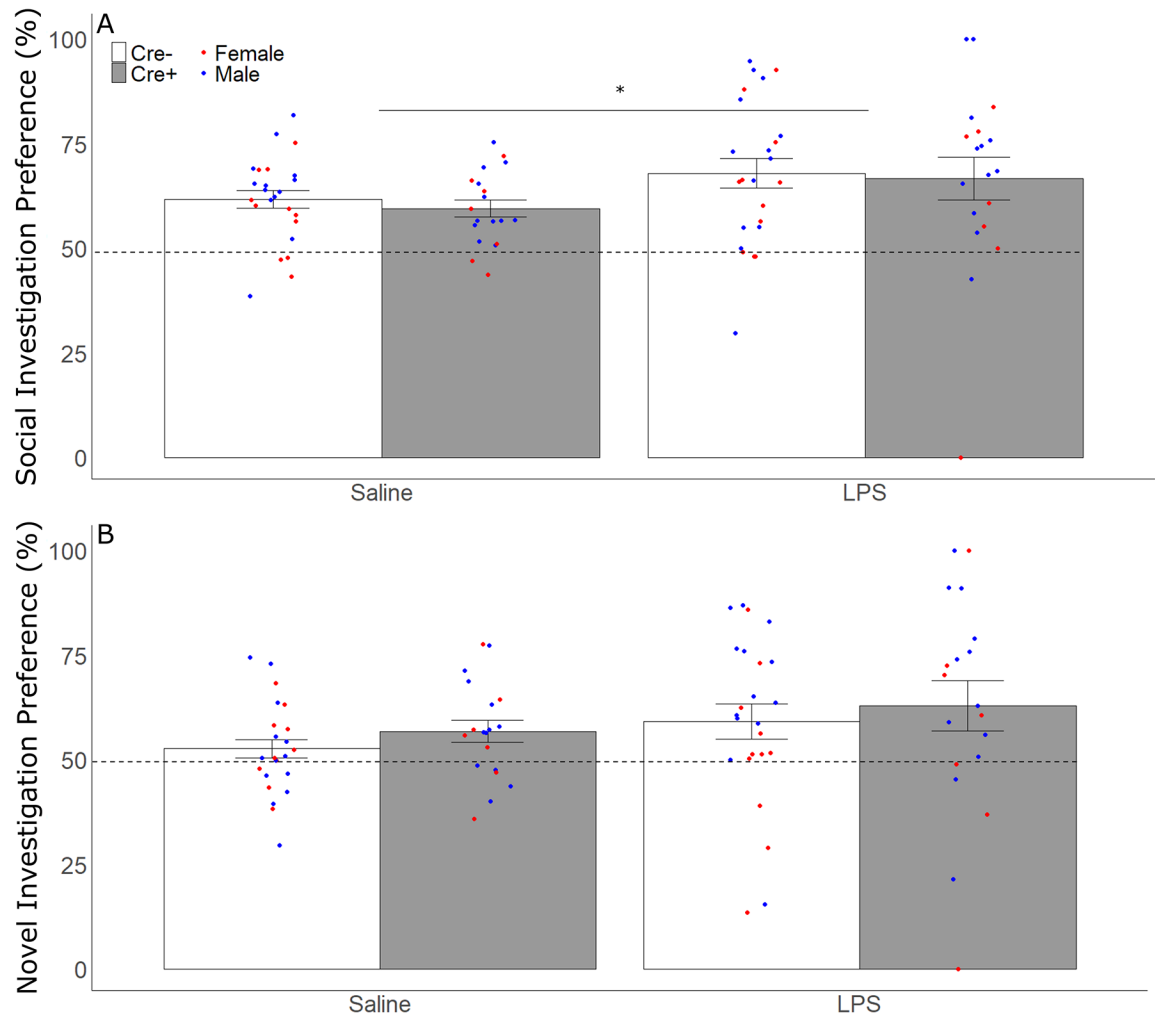 A
Social Investigation Preference (%)
100
75
50
25
0
Cre-
Female
Cre+
Male
*
Saline
LPS
B
Novel Investigation Preference (%)
100
75
50
25
0
Saline
LPS